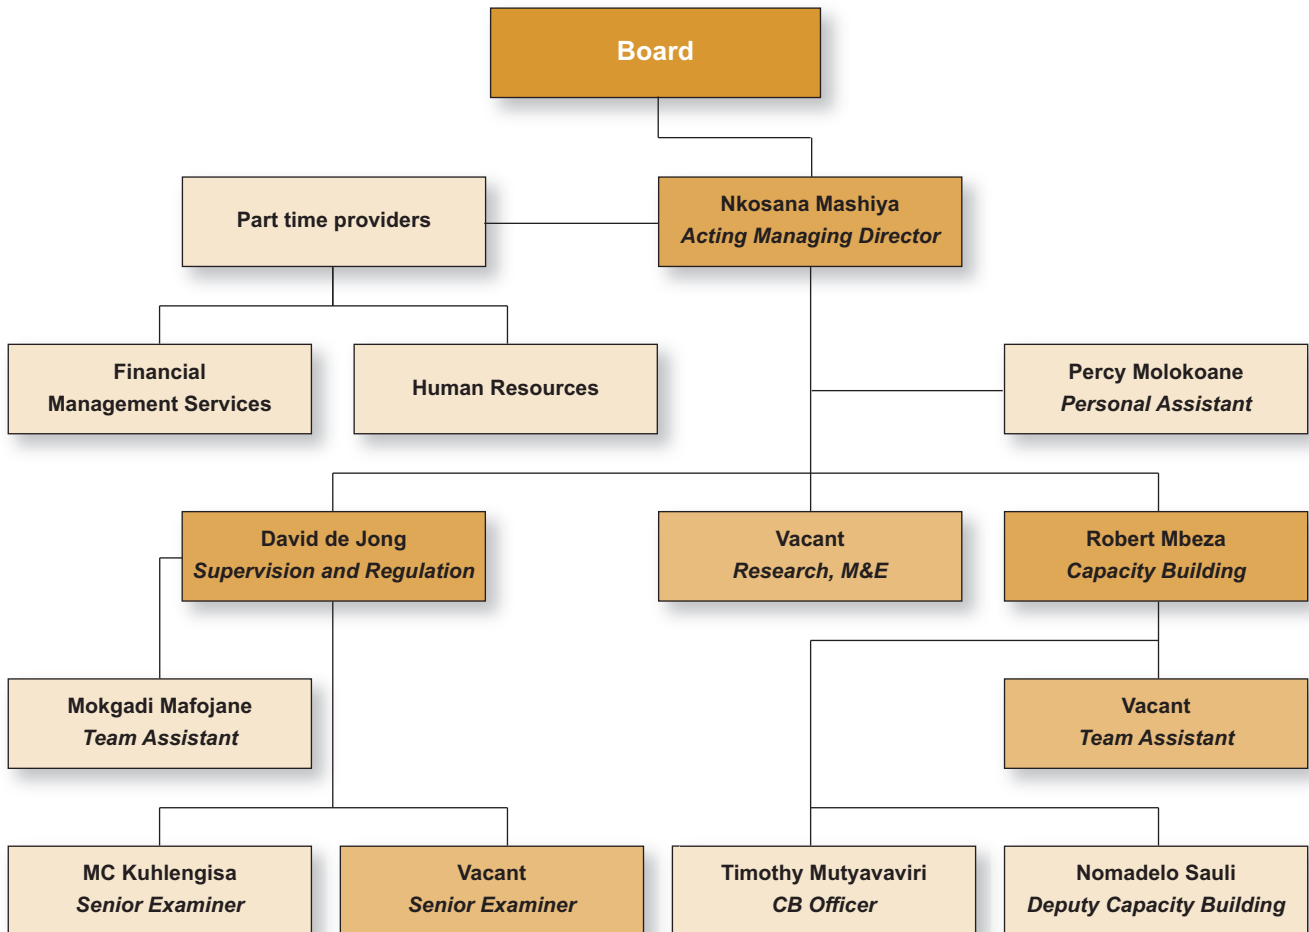 Board
Part time providers
Nkosana Mashiya
Acting Managing Director
Financial
Management Services
Human Resources
Percy Molokoane
Personal Assistant
David de Jong
Supervision and Regulation
Vacant
Research, M&E
Robert Mbeza
Capacity Building
Mokgadi Mafojane
Team Assistant
Vacant
Team Assistant
MC Kuhlengisa
Senior Examiner
Vacant
Senior Examiner
Timothy Mutyavaviri
CB Officer
Nomadelo Sauli
Deputy Capacity Building